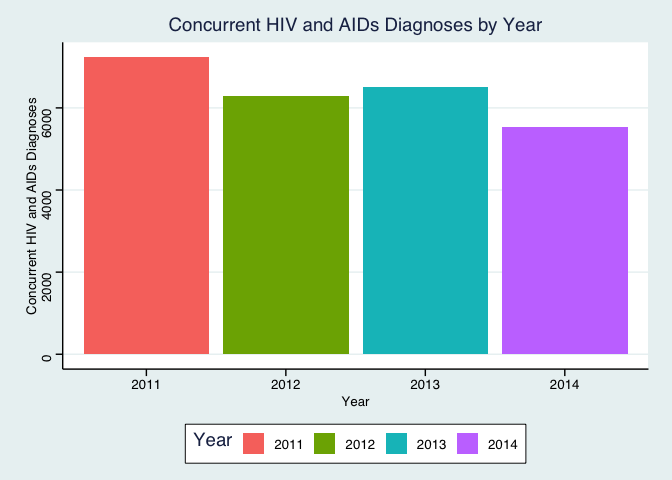 Concurrent HIV and AIDs Diagnoses by Year
Concurrent HIV and AIDs Diagnoses
6000
4000
2000
0
2011 2012 2013 2014
Year
Year 2011 2012 2013 2014